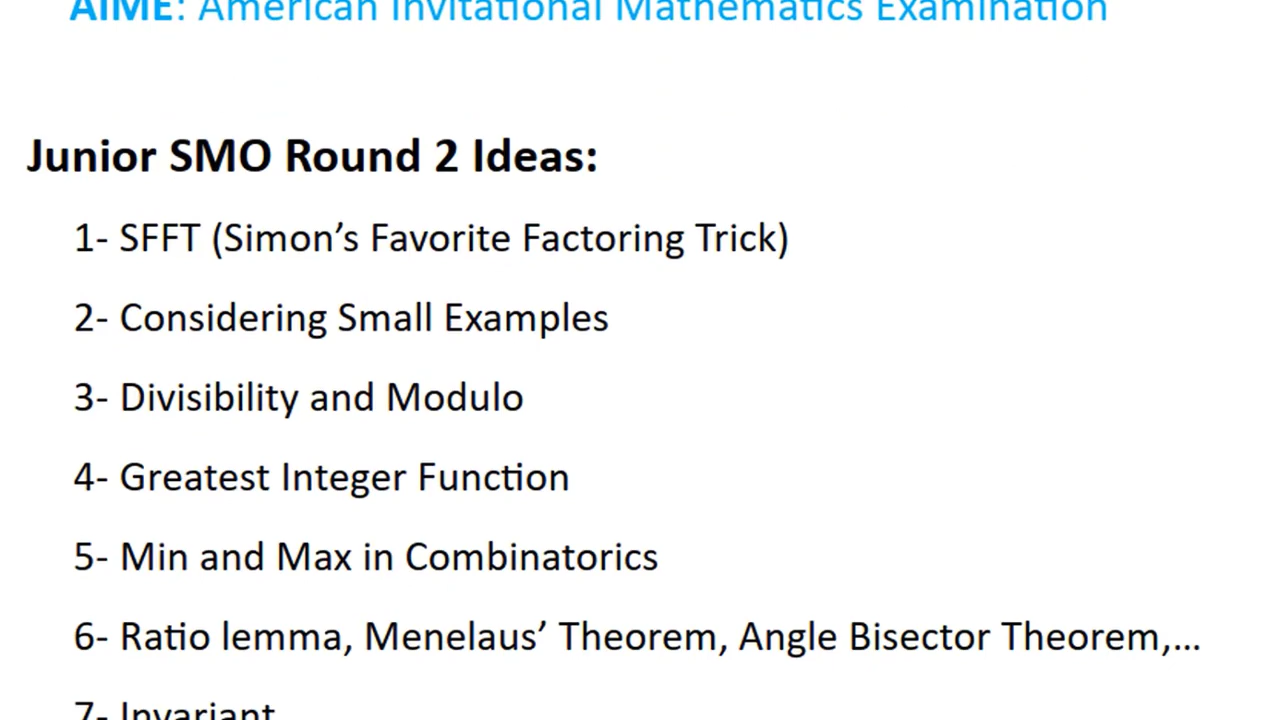 AIME: American Invitational Mathematics Examination
Junior SMO Round 2 Ideas:
1- SFFT (Simon’s Favorite Factoring Trick)
2- Considering Small Examples
3- Divisibility and Modulo
4- Greatest Integer Function
5- Min and Max in Combinatorics
6- Ratio lemma, Menelaus’ Theorem, Angle Bisector Theorem,...
7- Invariant